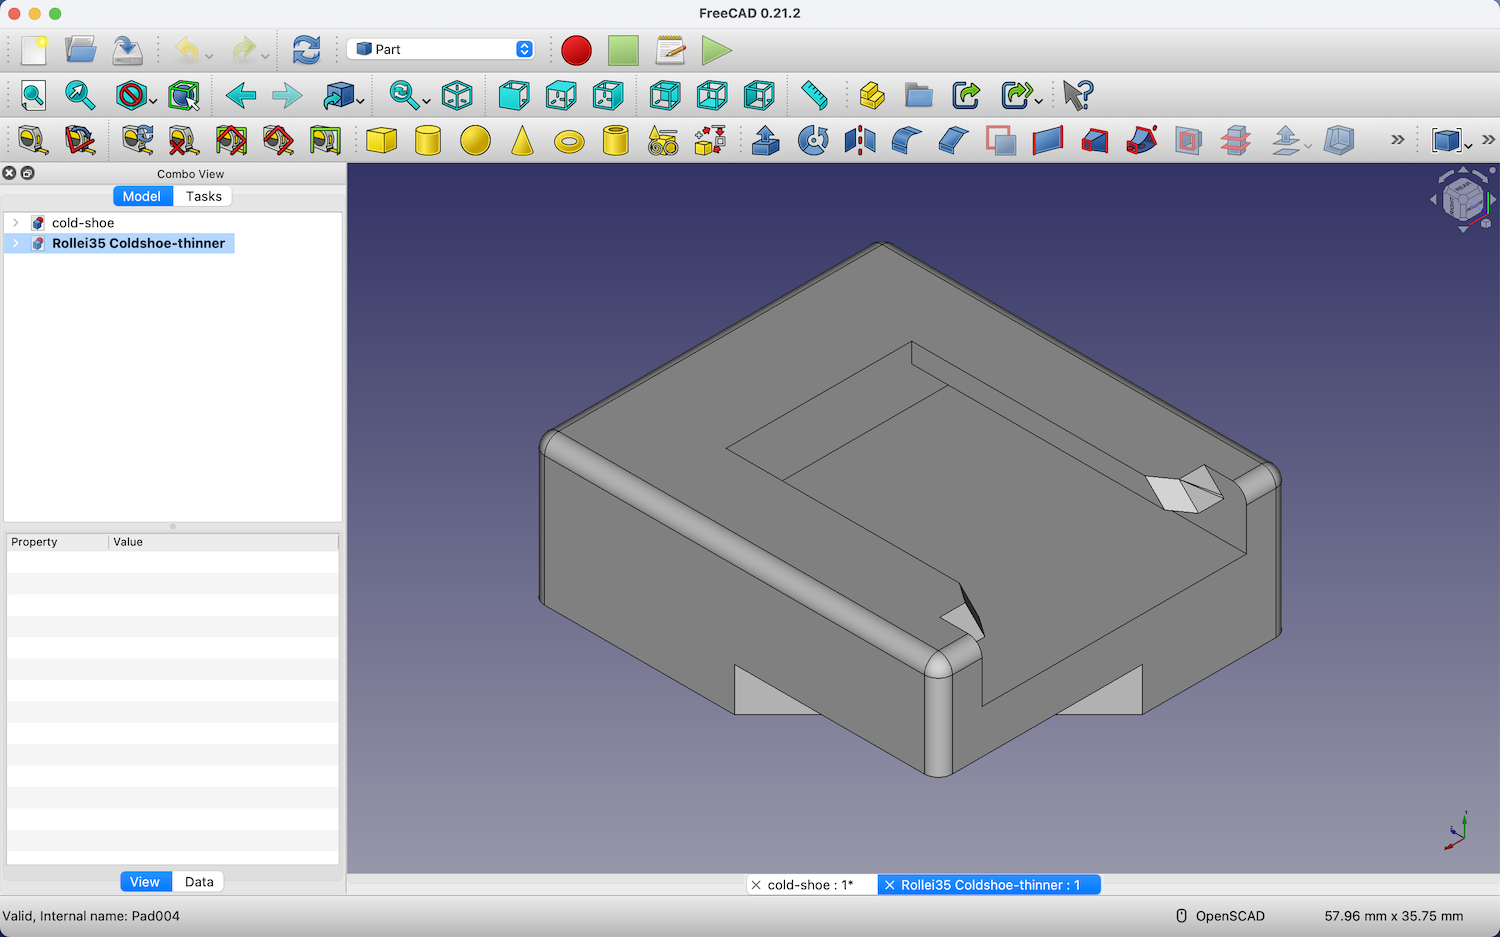 FreeCAD 0.21.2
Part
Combo View
Model Tasks
cold-shoe
Rollei35 Coldshoe-thinner
Property Value
View Data
cold-shoe : 1*
Rollei35 Coldshoe-thinner : 1
Valid, Internal name: Pad004
OpenSCAD
57.96 mm x 35.75 mm